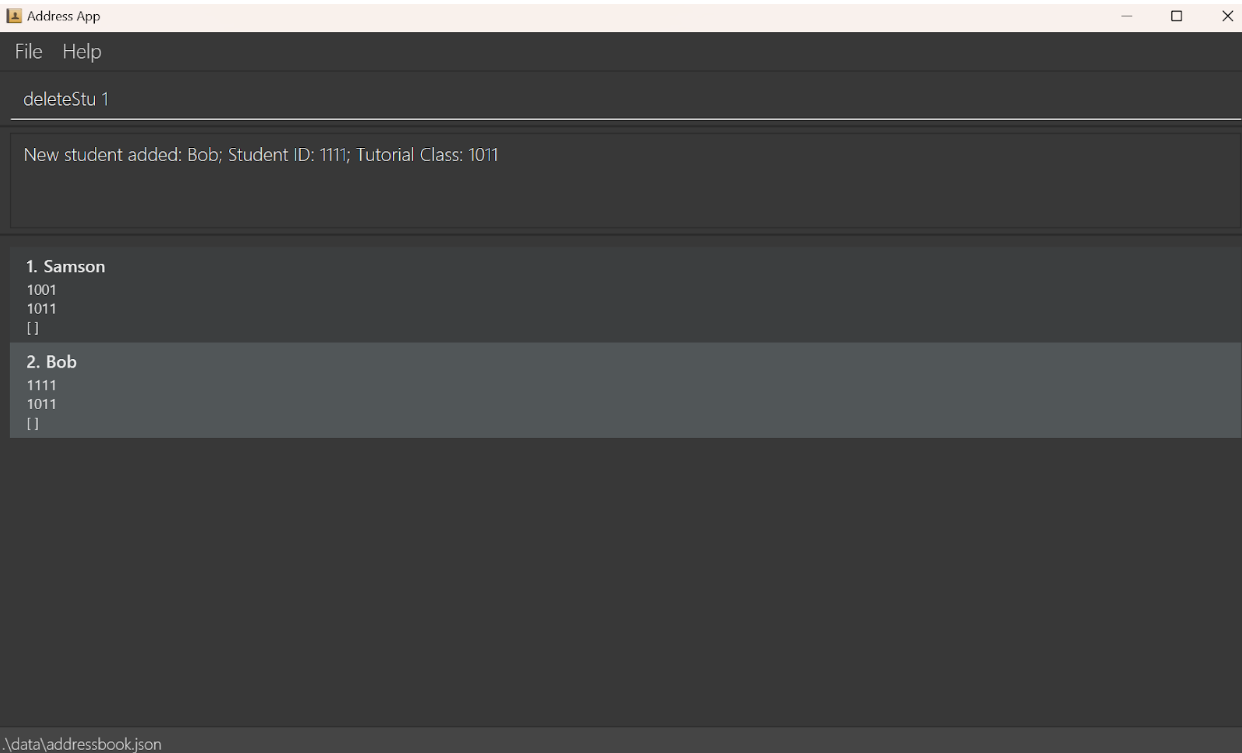 Address App
File Help
deleteStu 1
New student added: Bob; Student ID: 1111; Tutorial Class: 1011
1. Samson
1001
1011
[ ]
2. Bob
1111
1011
[ ]
.\data\addressbook.json